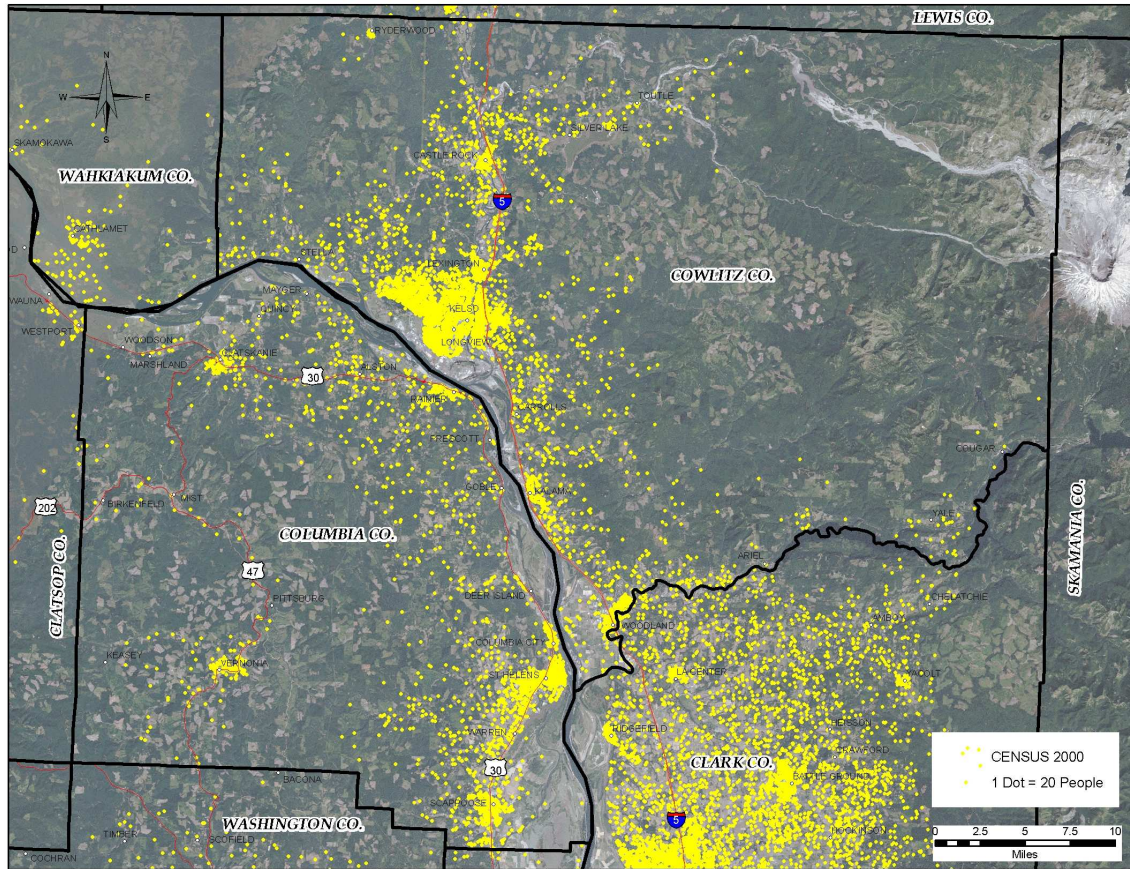 LEWIS CO.
RYDERWOOD
N
W
E
S
TOUTLE
SILVER LAKE
SKAMOKAWA
CASTLE ROCK
WAHKIAKUM CO.
5
CATHLAMET
STELLA
LEXINGTON
COWLITZ CO.
MAYGER
WAUNA
QUINCY
KELSO
WESTPORT
LONGVIEW
WOODSON
MARSHLAND
CLATSKANIE
ALSTON
30
RAINIER
CARROLLS
PRESCOTT
COUGAR
GOBLE
KALAMA
BIRKENFELD
MIST
202
YALE
COLUMBIA CO.
SKAMANIA CO.
CLATSOP CO.
ARIEL
47
DEER ISLAND
PITTSBURG
CHELATCHIE
AMBOY
WOODLAND
COLUMBIA CITY
KEASEY
VERNONIA
ST HELENS
LA CENTER
YACOLT
WARREN
RIDGEFIELD
HEISSON
CRAWFORD
CLARK CO.
30
BACONA
BATTLE GROUND
SCAPPOOSE
WASHINGTON CO.
5
TIMBER
SCOFIELD
HOCKINSON
COCHRAN
CENSUS 2000
1 Dot = 20 People
0 2.5 5 7.5 10
Miles